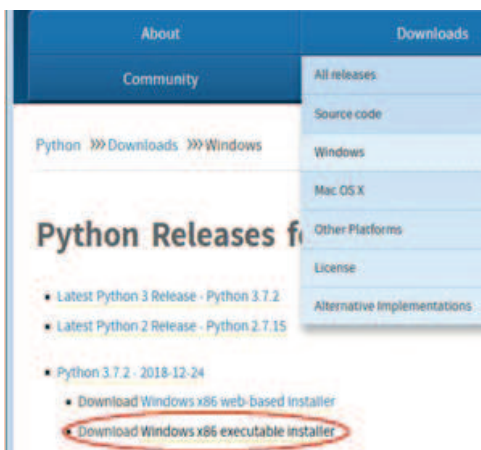 About
Downloads
Community
All releases
Source code
Windows
Mac OS X
Other Platforms
License
Alternative Implementations
Python >>> Downloads >>> Windows
Python Releases f
Latest Python 3 Release - Python 3.7.2
Latest Python 2 Release - Python 2.7.15
Python 3.7.2 - 2018-12-24
Download Windows x86 web-based installer
Download Windows x86 executable installer